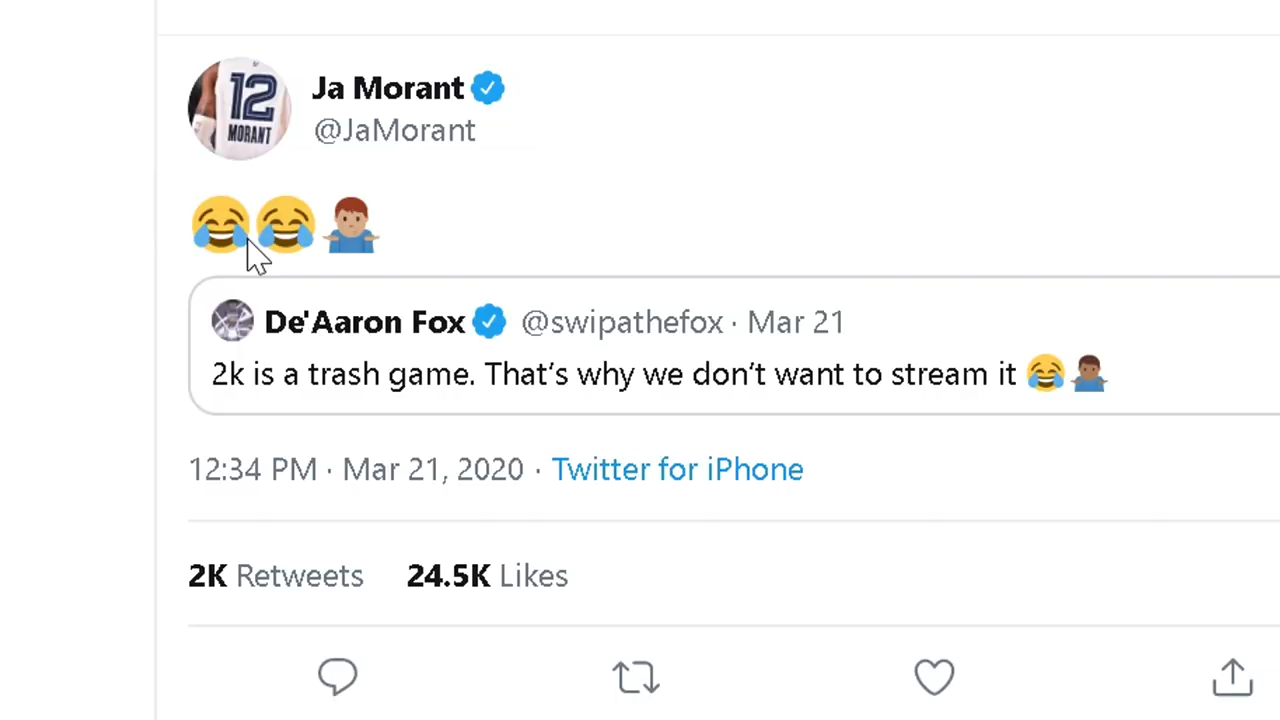 12
MORANT
Ja Morant
@JaMorant
😂😂🤷🏽‍♂️
De'Aaron Fox @swipathefox · Mar 21
2k is a trash game. That's why we don't want to stream it 😂🤷🏾‍♂️
12:34 PM · Mar 21, 2020 · Twitter for iPhone
2K Retweets 24.5K Likes